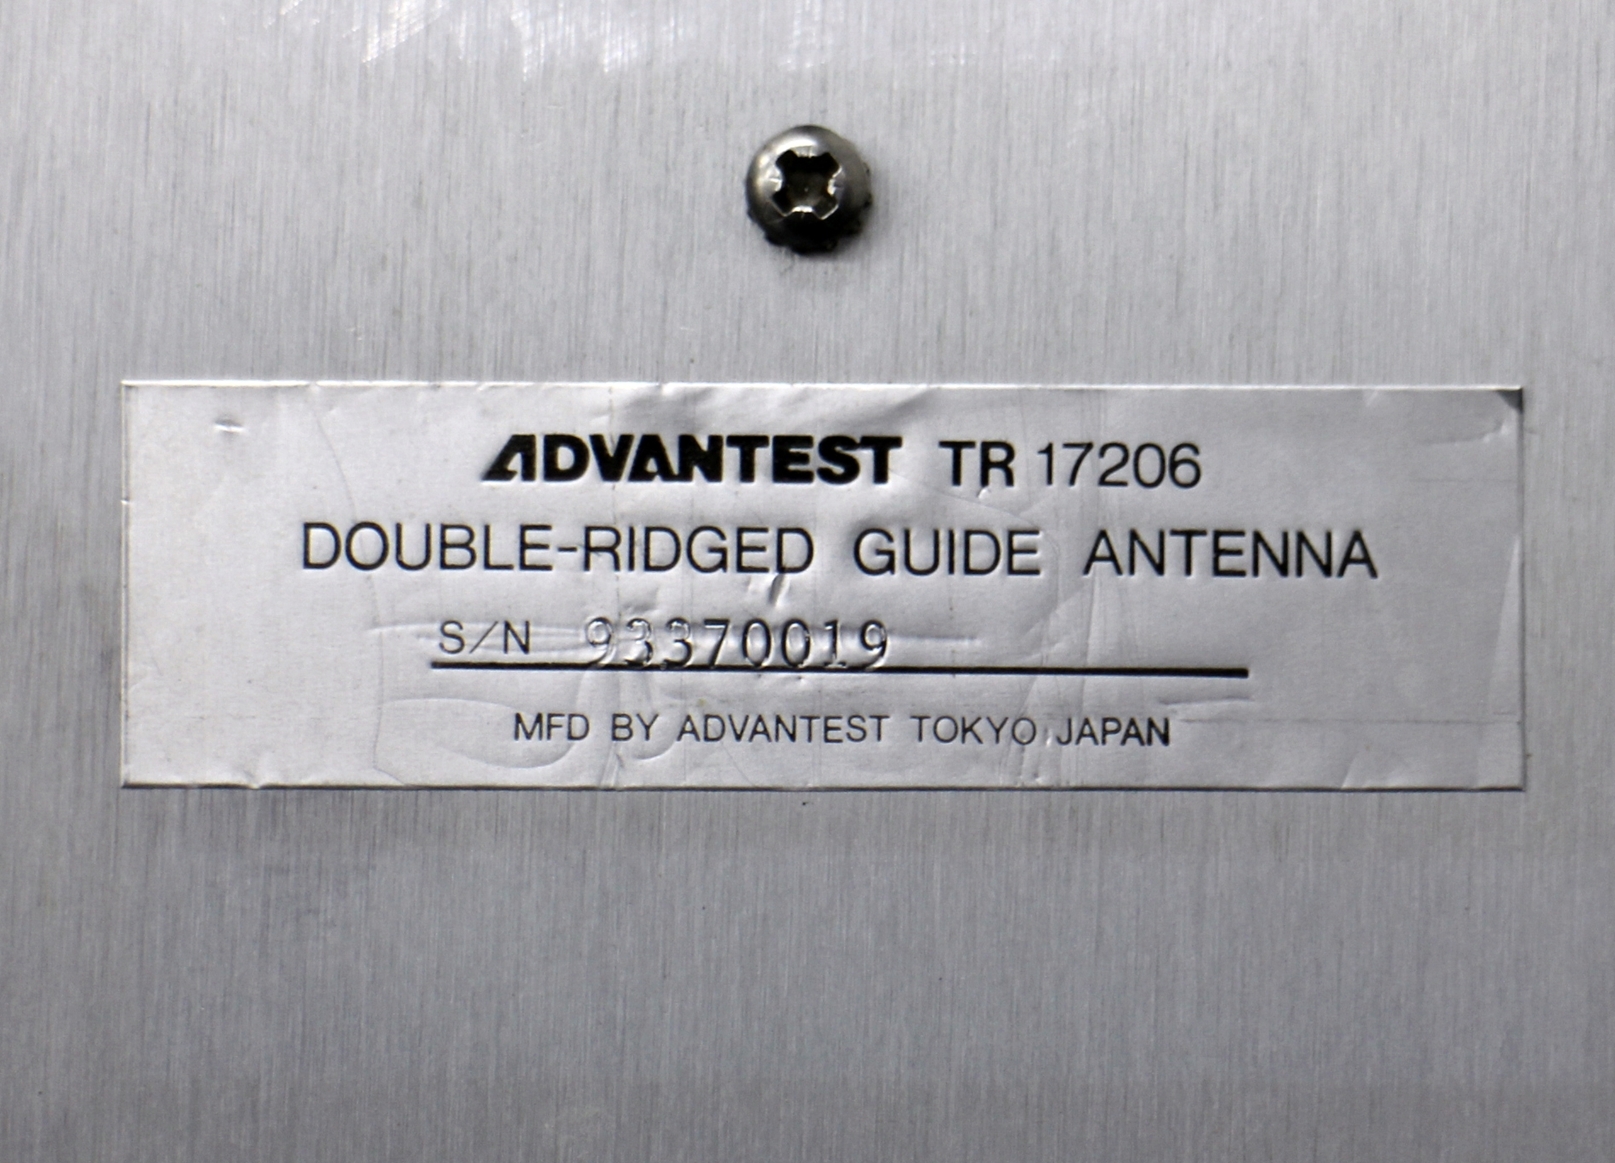 ADVANTEST TR 17206
DOUBLE-RIDGED GUIDE ANTENNA
S/N 93370019
MFD BY ADVANTEST TOKYO JAPAN